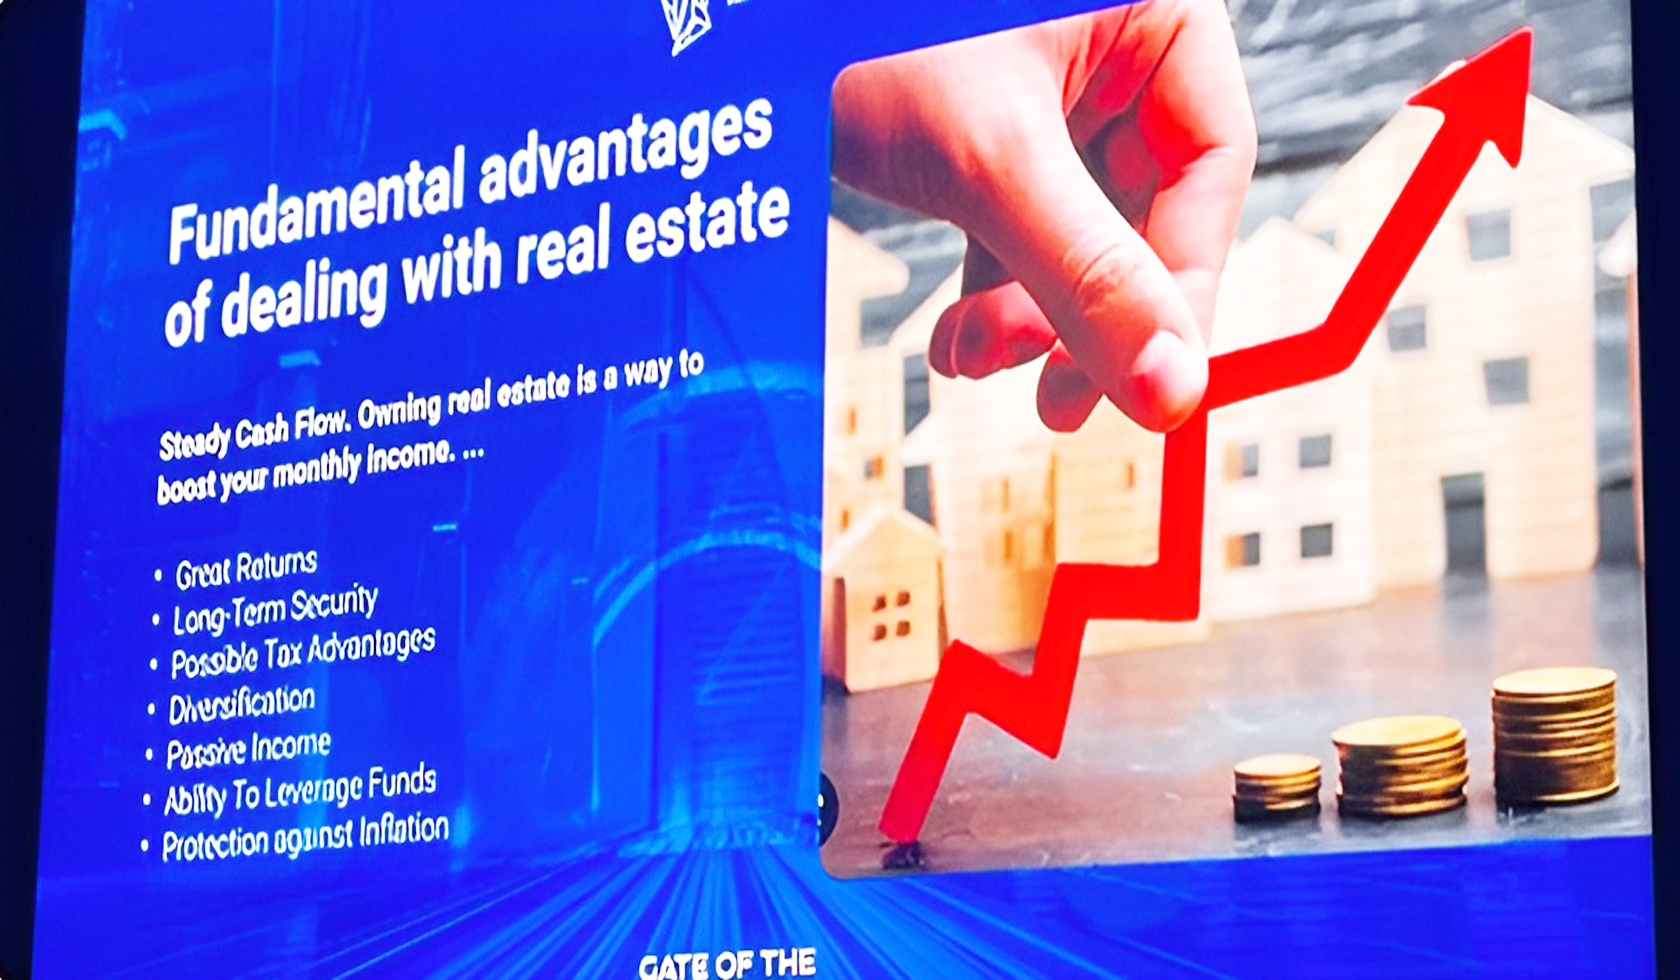 Fundamental advantages
of dealing with real estate
Steady Cash Flow. Owning real estate is a way to
boost your monthly income. ...
• Great Returns
• Long-Term Security
• Possible Tax Advantages
• Diversification
• Passive Income
• Ability To Leverage Funds
• Protection against Inflation
GATE OF THE